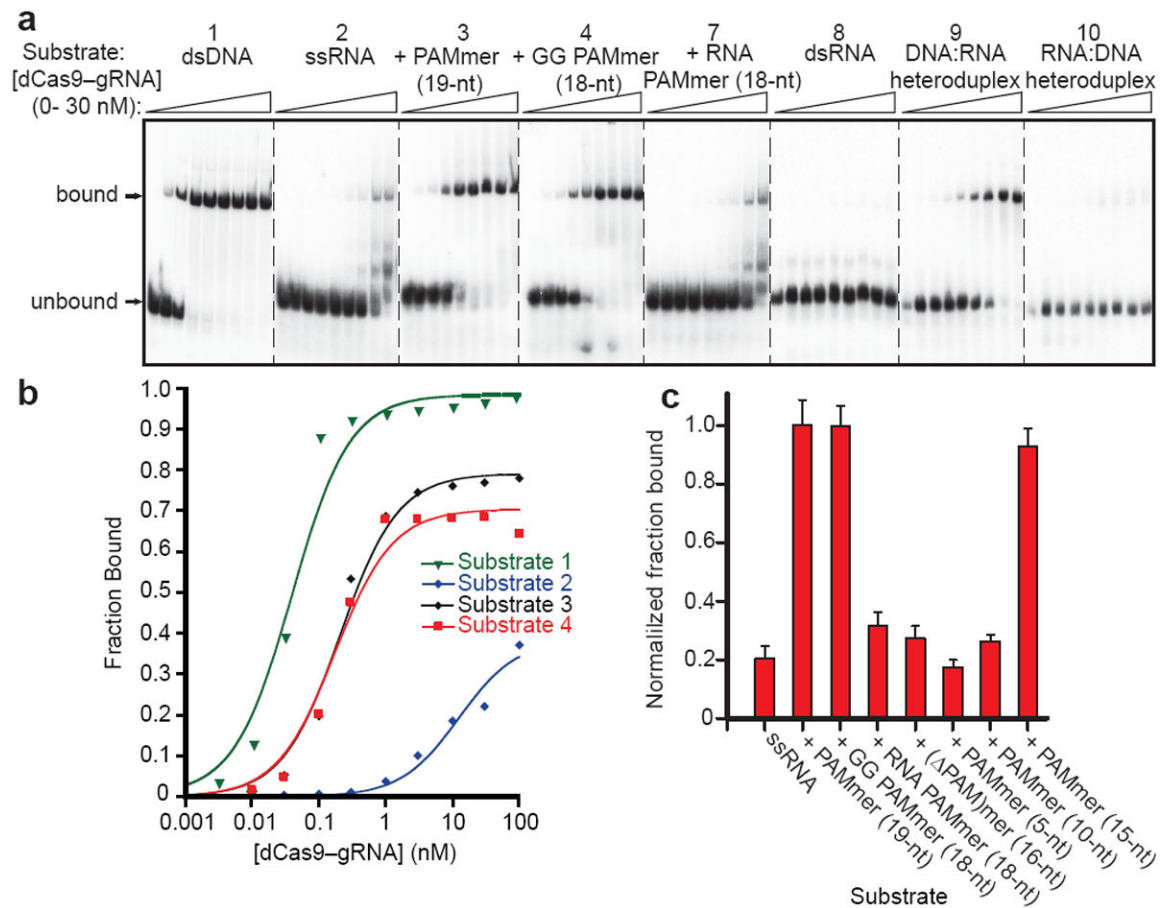 a
1 2 3 4 7 8 9 10
Substrate: dsDNA ssRNA + PAMmer + GG PAMmer + RNA dsRNA DNA:RNA RNA:DNA
[dCas9–gRNA] (19-nt) (18-nt) PAMmer (18-nt) heteroduplex heteroduplex
(0- 30 nM):
bound
unbound
b
1.0
0.9
0.8
0.7
0.6
0.5
0.4
0.3
0.2
0.1
0
Fraction Bound
Substrate 1
Substrate 2
Substrate 3
Substrate 4
0.001 0.01 0.1 1 10 100
[dCas9–gRNA] (nM)
c
1.0
0.8
0.6
0.4
0.2
0
Normalilzed fraction bound
ssRNA
+ PAMmer (19-nt)
+ GG PAMmer (18-nt)
+ RNA PAMmer (18-nt)
+ (ΔPAM)mer (16-nt)
+ PAMmer (5-nt)
+ PAMmer (10-nt)
+ PAMmer (15-nt)
Substrate